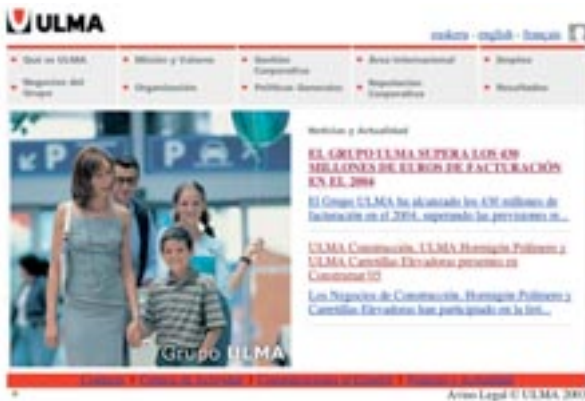 ULMA
euskera - english - français
Qué es ULMA
Misión y Valores
Gestión
Corporativa
Área Internacional
Empleo
Negocios del
Grupo
Organización
Políticas Generales
Reputación
Corporativa
Resultados
P
P
Noticias y Actualidad
EL GRUPO ULMA SUPERA LOS 430
MILLONES DE EUROS DE FACTURACIÓN
EN EL 2004
El Grupo ULMA ha alcanzado los 430 millones de
facturación en el 2004, superando las previsiones
ULMA Construcción, ULMA Hormigón Polímero y
ULMA Carretillas Elevadoras presentes en
Construmat'05
Los Negocios de Construcción, Hormigón Polímero y
Carretillas Elevadoras han participado en la
Grupo ULMA
Aviso Legal © ULMA